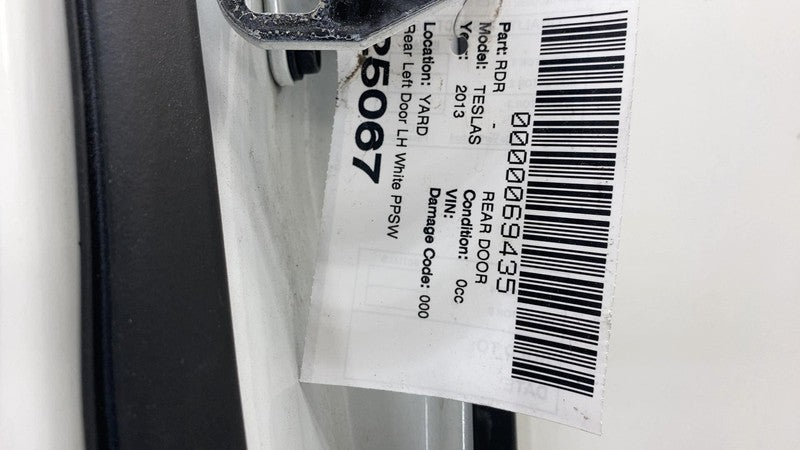 0000069435
Part: RDR - REAR DOOR
Model: TESLAS Condition: 0cc
Year: 2013 VIN:
Location: YARD Damage Code: 000
Rear Left Door LH White PPSW
25067